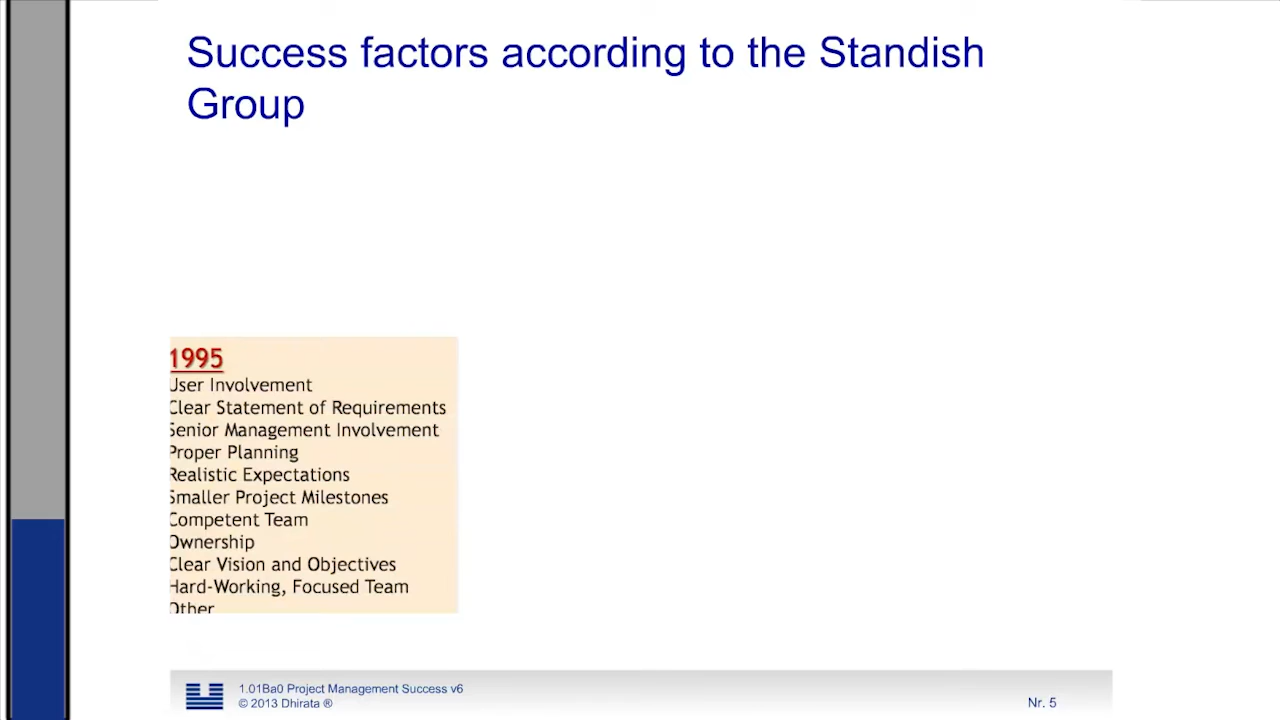 Success factors according to the Standish
Group
1995
User Involvement
Clear Statement of Requirements
Senior Management Involvement
Proper Planning
Realistic Expectations
Smaller Project Milestones
Competent Team
Ownership
Clear Vision and Objectives
Hard-Working, Focused Team
Other
1.01Ba0 Project Management Success v6
© 2013 Dhirata ®
Nr. 5